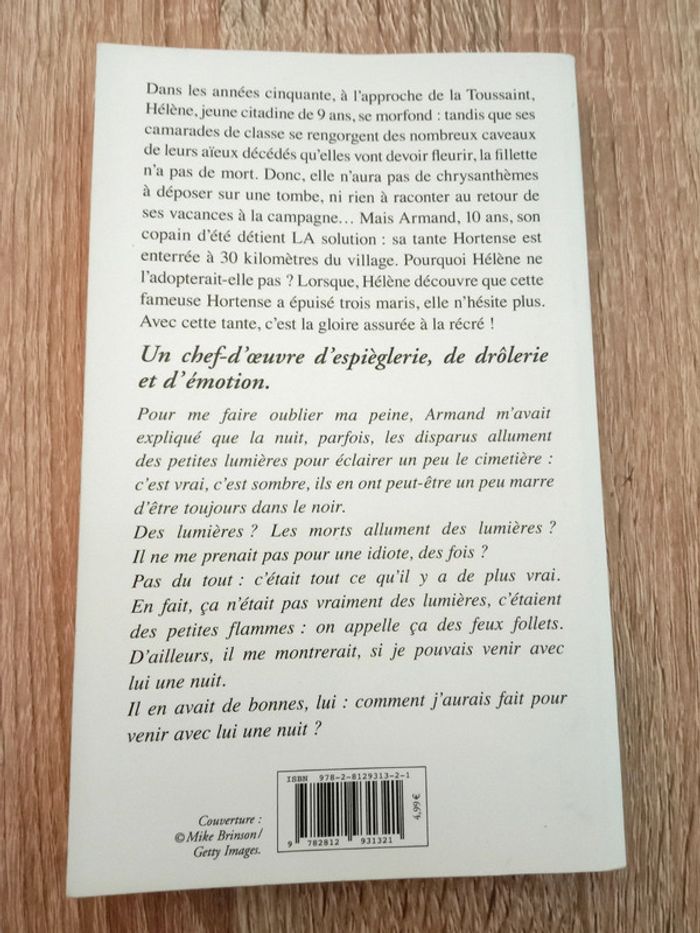 Dans les années cinquante, à l'approche de la Toussaint,
Hélène, jeune citadine de 9 ans, se morfond : tandis que ses
camarades de classe se rengorgent des nombreux caveaux
de leurs aïeux décédés qu'elles vont devoir fleurir, la fillette
n'a pas de mort. Donc, elle n'aura pas de chrysanthèmes
à déposer sur une tombe, ni rien à raconter au retour de
ses vacances à la campagne… Mais Armand, 10 ans, son
copain d'été détient LA solution : sa tante Hortense est
enterrée à 30 kilomètres du village. Pourquoi Hélène ne
l'adopterait-elle pas ? Lorsque, Hélène découvre que cette
fameuse Hortense a épuisé trois maris, elle n'hésite plus.
Avec cette tante, c'est la gloire assurée à la récré !
Un chef-d'œuvre d'espièglerie, de drôlerie
et d'émotion.
Pour me faire oublier ma peine, Armand m'avait
expliqué que la nuit, parfois, les disparus allument
des petites lumières pour éclairer un peu le cimetière :
c'est vrai, c'est sombre, ils en ont peut-être un peu marre
d'être toujours dans le noir.
Des lumières ? Les morts allument des lumières ?
Il ne me prenait pas pour une idiote, des fois ?
Pas du tout : c'était tout ce qu'il y a de plus vrai.
En fait, ça n'était pas vraiment des lumières, c'étaient
des petites flammes : on appelle ça des feux follets.
D'ailleurs, il me montrerait, si je pouvais venir avec
lui une nuit.
Il en avait de bonnes, lui : comment j'aurais fait pour
venir avec lui une nuit ?
Couverture :
© Mike Brinson/
Getty Images.
ISBN 978-2-8129313-2-1
9 782812 931321
4,99 €